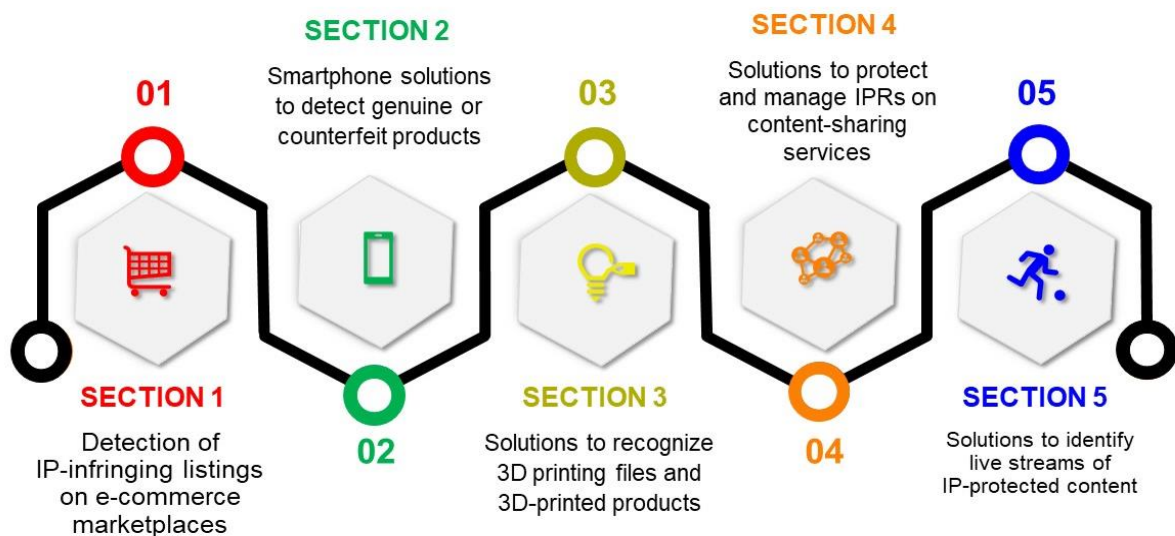 01
SECTION 1
Detection of
IP-infringing listings
on e-commerce
marketplaces
SECTION 2
Smartphone solutions
to detect genuine or
counterfeit products
02
03
SECTION 3
Solutions to recognize
3D printing files and
3D-printed products
SECTION 4
Solutions to protect
and manage IPRs on
content-sharing
services
04
05
SECTION 5
Solutions to identify
live streams of
IP-protected content